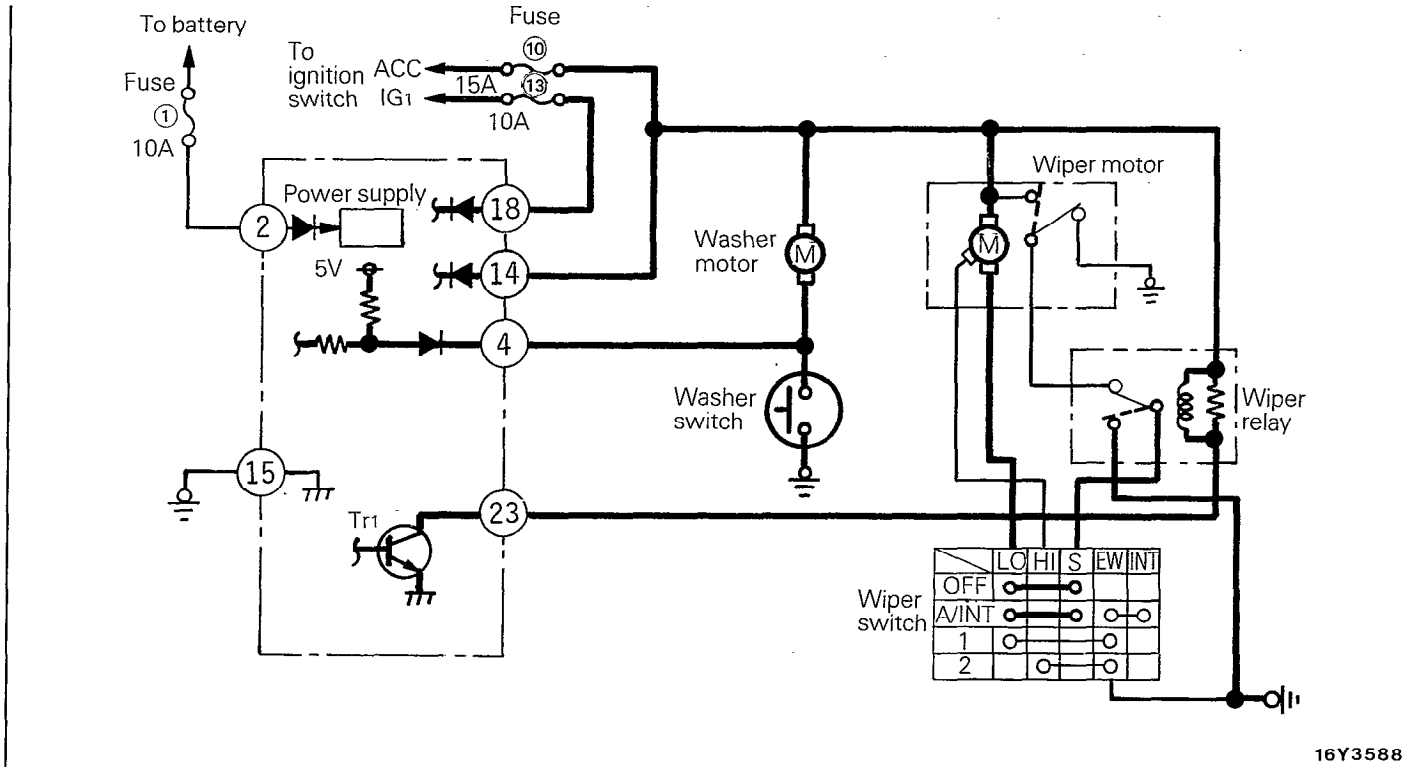 To battery
Fuse
①
10A
To
ignition
switch
ACC
IG1
Fuse
⑩
15A
⑬
10A
Power supply
2
18
5V
14
4
15
23
Tr1
Washer
motor
M
Washer
switch
Wiper motor
M
Wiper
relay
Wiper
switch
LO HI S EW INT
OFF
A/INT
1
2
16Y3588